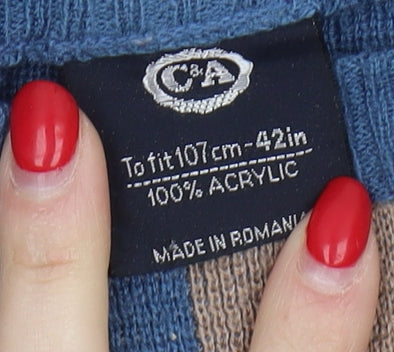 C&A
To fit 107cm-42in
100% ACRYLIC
MADE IN ROMANIA